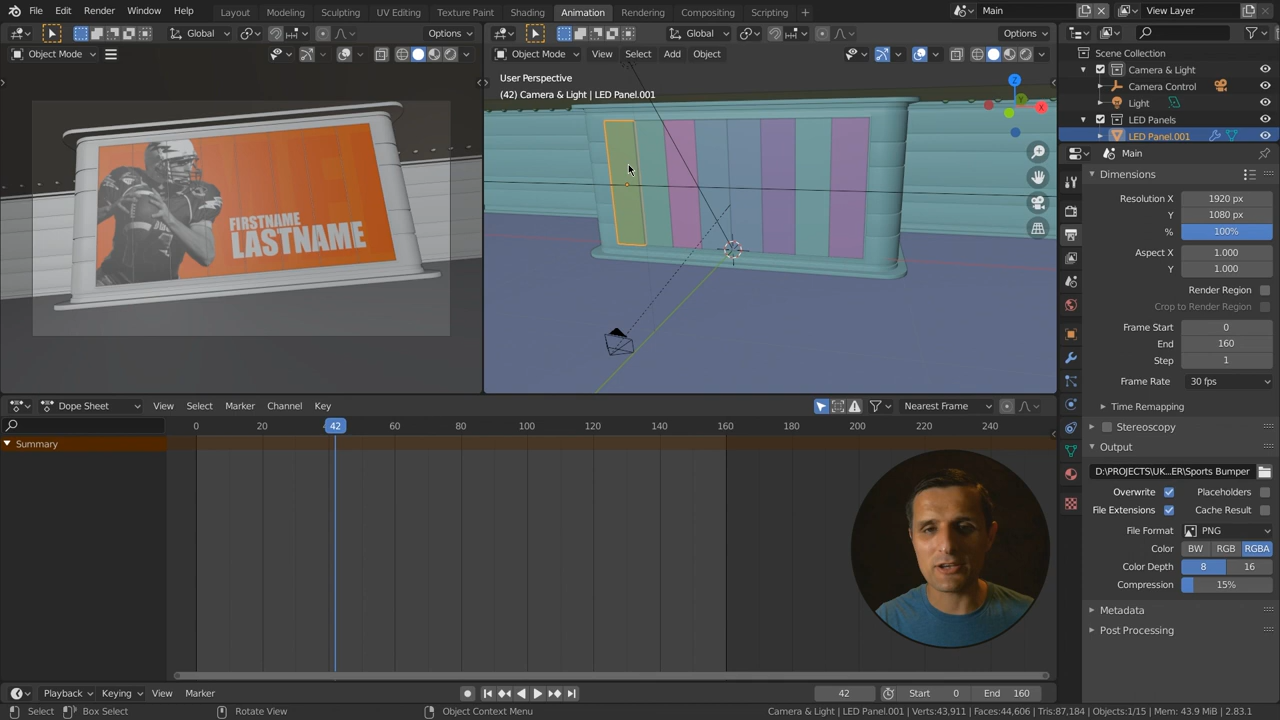 File Edit Render Window Help
Layout Modeling Sculpting UV Editing Texture Paint Shading Animation Rendering Compositing Scripting
Main
View Layer
Global
Options
Object Mode
Global
Options
Object Mode View Select Add Object
User Perspective
(42) Camera & Light | LED Panel.001
Z
Y
X
FIRSTNAME
LASTNAME
Scene Collection
Camera & Light
Camera Control
Light
LED Panels
LED Panel.001
Main
Dimensions
Resolution X 1920 px
Y 1080 px
% 100%
Aspect X 1.000
Y 1.000
Render Region
Crop to Render Region
Frame Start 0
End 160
Step 1
Frame Rate 30 fps
Time Remapping
Stereoscopy
Output
D:\PROJECTS\UK...ER\Sports Bumper
Overwrite Placeholders
File Extensions Cache Result
File Format PNG
Color BW RGB RGBA
Color Depth 8 16
Compression 15%
Metadata
Post Processing
Dope Sheet View Select Marker Channel Key
Nearest Frame
0 20 42 60 80 100 120 140 160 180 200 220 240
Summary
Playback Keying View Marker
42 Start 0 End 160
Select Box Select Rotate View Object Context Menu
Camera & Light | LED Panel.001 | Verts:43,911 | Faces:44,606 | Tris:87,184 | Objects:1/15 | Mem: 43.9 MiB | 2.83.1